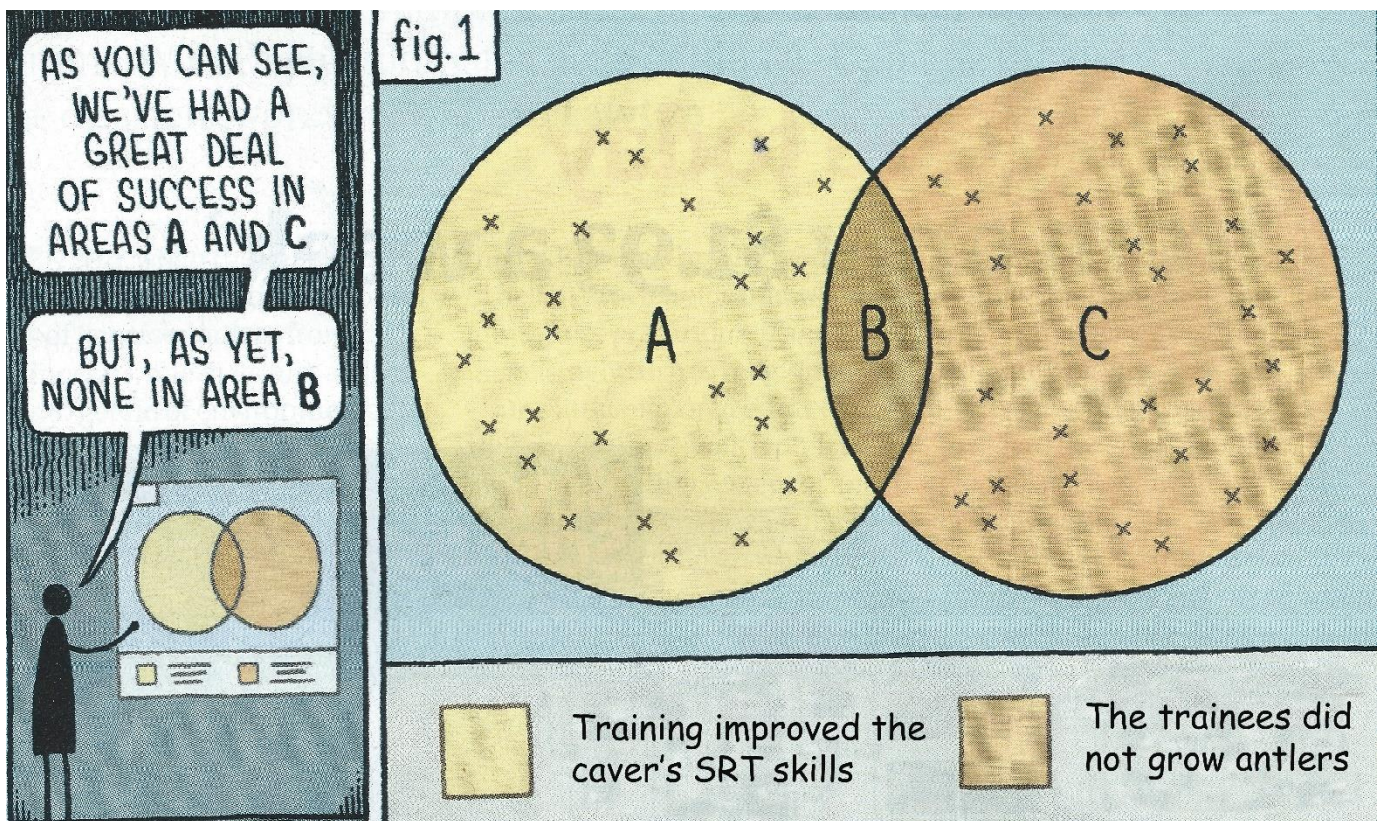 AS YOU CAN SEE,
WE'VE HAD A
GREAT DEAL
OF SUCCESS IN
AREAS A AND C
BUT, AS YET,
NONE IN AREA B
fig.1
A
B
C
Training improved the
caver's SRT skills
The trainees did
not grow antlers